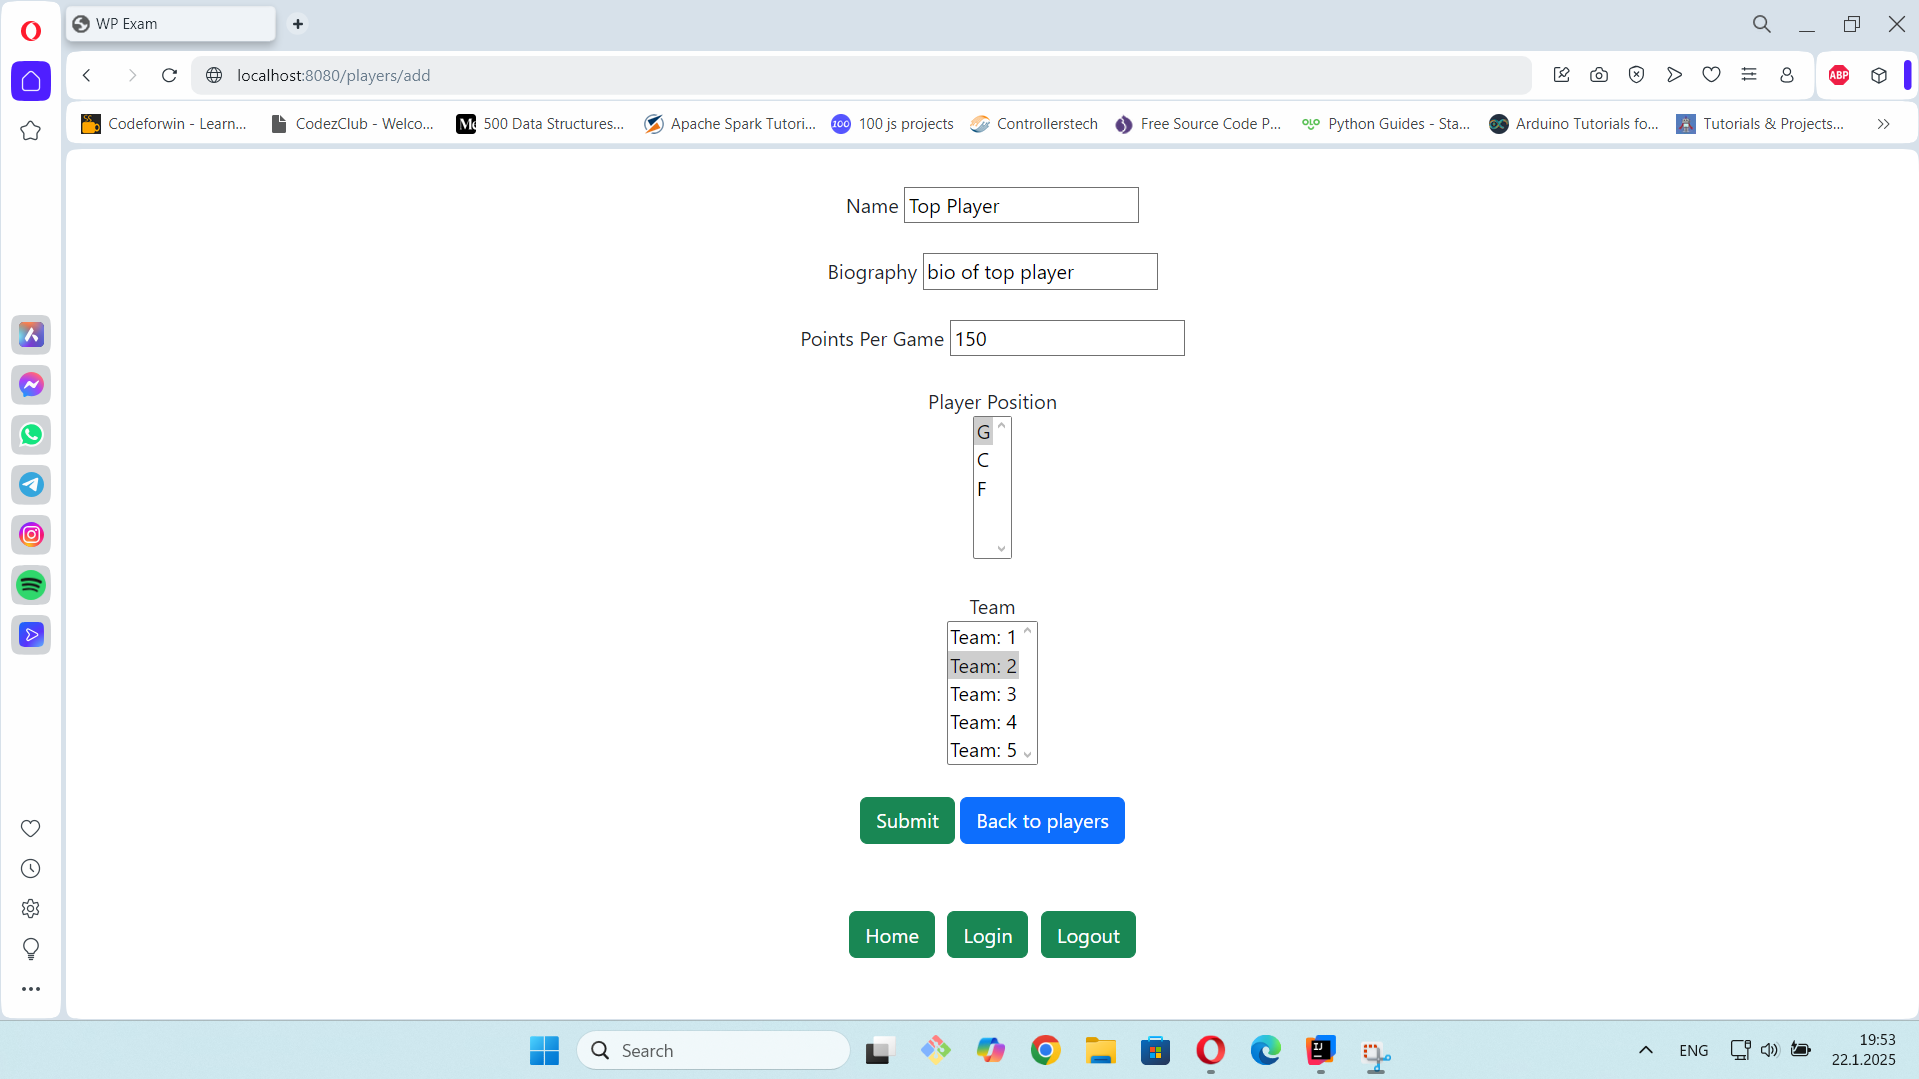 WP Exam
localhost:8080/players/add
ABP
Codeforwin - Learn...
CodezClub - Welco...
500 Data Structures...
Apache Spark Tutori...
100 js projects
Controllerstech
Free Source Code P...
Python Guides - Sta...
Arduino Tutorials fo...
Tutorials & Projects...
Name Top Player
Biography bio of top player
Points Per Game 150
Player Position
G
C
F
Team
Team: 1
Team: 2
Team: 3
Team: 4
Team: 5
Submit Back to players
Home Login Logout
Search
ENG
19:53
22.1.2025